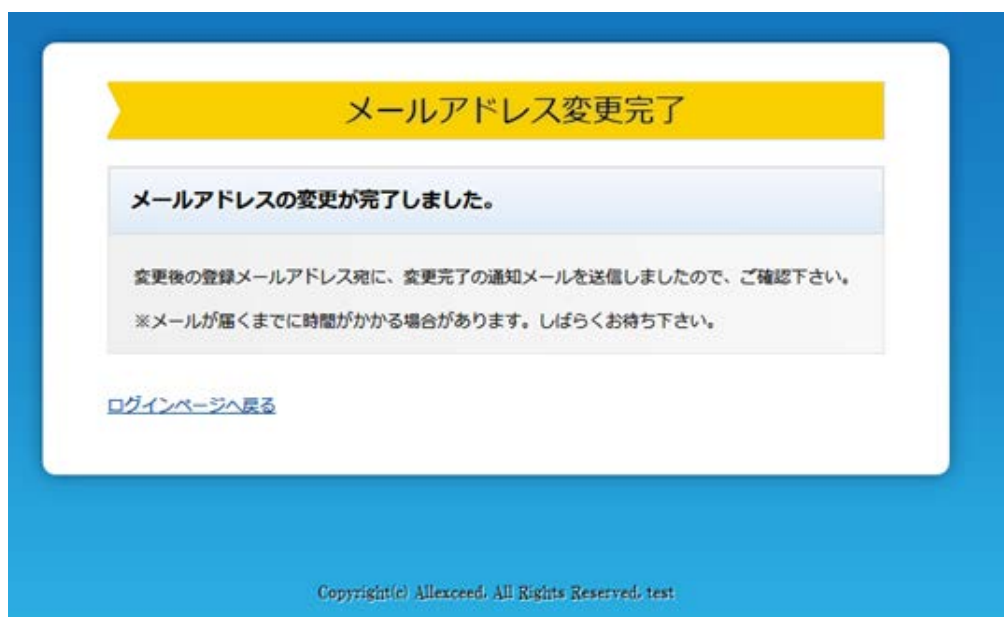 メールアドレス変更完了
メールアドレスの変更が完了しました。
変更後の登録メールアドレス宛に、変更完了の通知メールを送信しましたので、ご確認下さい。
※メールが届くまでに時間がかかる場合があります。しばらくお待ち下さい。
ログインページへ戻る
Copyright(c) Allexceed. All Rights Reserved. test